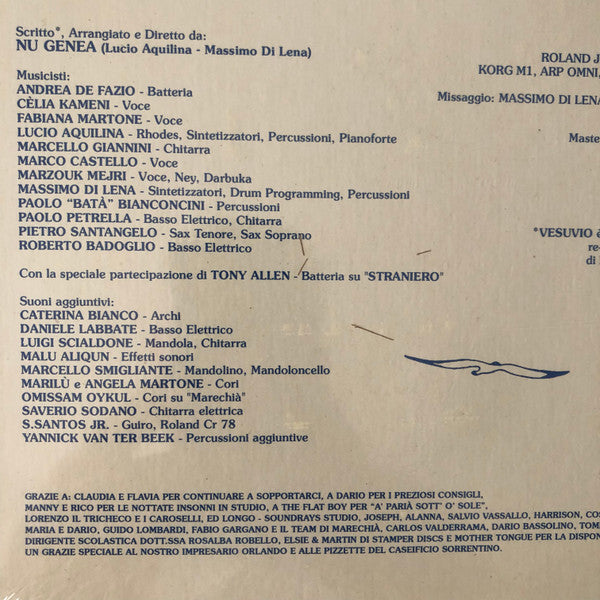 Scritto*, Arrangiato e Diretto da:
NU GENEA (Lucio Aquilina - Massimo Di Lena)
Musicisti:
ANDREA DE FAZIO - Batteria
CÈLIA KAMENI - Voce
FABIANA MARTONE - Voce
LUCIO AQUILINA - Rhodes, Sintetizzatori, Percussioni, Pianoforte
MARCELLO GIANNINI - Chitarra
MARCO CASTELLO - Voce
MARZOUK MEJRI - Voce, Ney, Darbuka
MASSIMO DI LENA - Sintetizzatori, Drum Programming, Percussioni
PAOLO "BATÀ" BIANCONCINI - Percussioni
PAOLO PETRELLA - Basso Elettrico, Chitarra
PIETRO SANTANGELO - Sax Tenore, Sax Soprano
ROBERTO BADOGLIO - Basso Elettrico
Con la speciale partecipazione di TONY ALLEN - Batteria su "STRANIERO"
Suoni aggiuntivi:
CATERINA BIANCO - Archi
DANIELE LABBATE - Basso Elettrico
LUIGI SCIALDONE - Mandola, Chitarra
MALU ALIQUN - Effetti sonori
MARCELLO SMIGLIANTE - Mandolino, Mandoloncello
MARILÙ e ANGELA MARTONE - Cori
OMISSAM OYKUL - Cori su "Marechià"
SAVERIO SODANO - Chitarra elettrica
S.SANTOS JR. - Guiro, Roland Cr 78
YANNICK VAN TER BEEK - Percussioni aggiuntive
ROLAND J
KORG M1, ARP OMNI,
Missaggio: MASSIMO DI LENA
Maste
*VESUVIO è
re-
di
GRAZIE A: CLAUDIA E FLAVIA PER CONTINUARE A SOPPORTARCI, A DARIO PER I PREZIOSI CONSIGLI,
MANNY E RICO PER LE NOTTATE INSONNI IN STUDIO, A THE FLAT BOY PER "A' PARIÀ SOTT' O' SOLE",
LORENZO IL TRICHECO E I CAROSELLI, ED LONGO - SOUNDRAYS STUDIO, JOSEPH, ALANNA, SALVIO VASSALLO, HARRISON, COS
MARIA E DARIO, GUIDO LOMBARDI, FABIO GARGANO E IL TEAM DI MARECHIÀ, CARLOS VALDERRAMA, DARIO BASSOLINO, TOM
DIRIGENTE SCOLASTICA DOTT.SSA ROSALBA ROBELLO, ELSIE & MARTIN DI STAMPER DISCS E MOTHER TONGUE PER LA DISPON
UN GRAZIE SPECIALE AL NOSTRO IMPRESARIO ORLANDO E ALLE PIZZETTE DEL CASEIFICIO SORRENTINO.